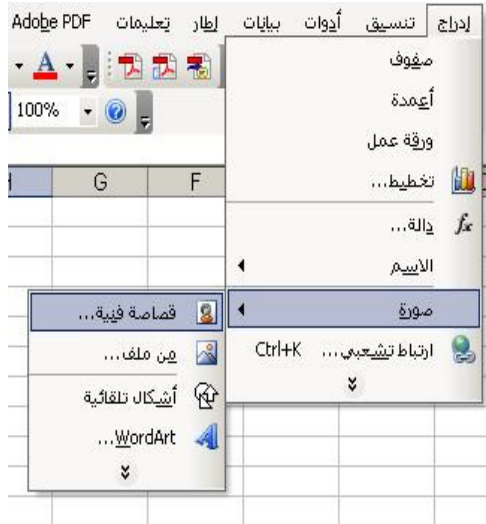 إدراج تنسيق أدوات بيانات إطار تعليمات Adobe PDF
صفوف
أعمدة
ورقة عمل
تخطيط...
دالة...
الاسم
صورة
ارتباط تشعبي... Ctrl+K
قصاصة فنية...
من ملف...
أشكال تلقائية
WordArt...
A
100%
G F